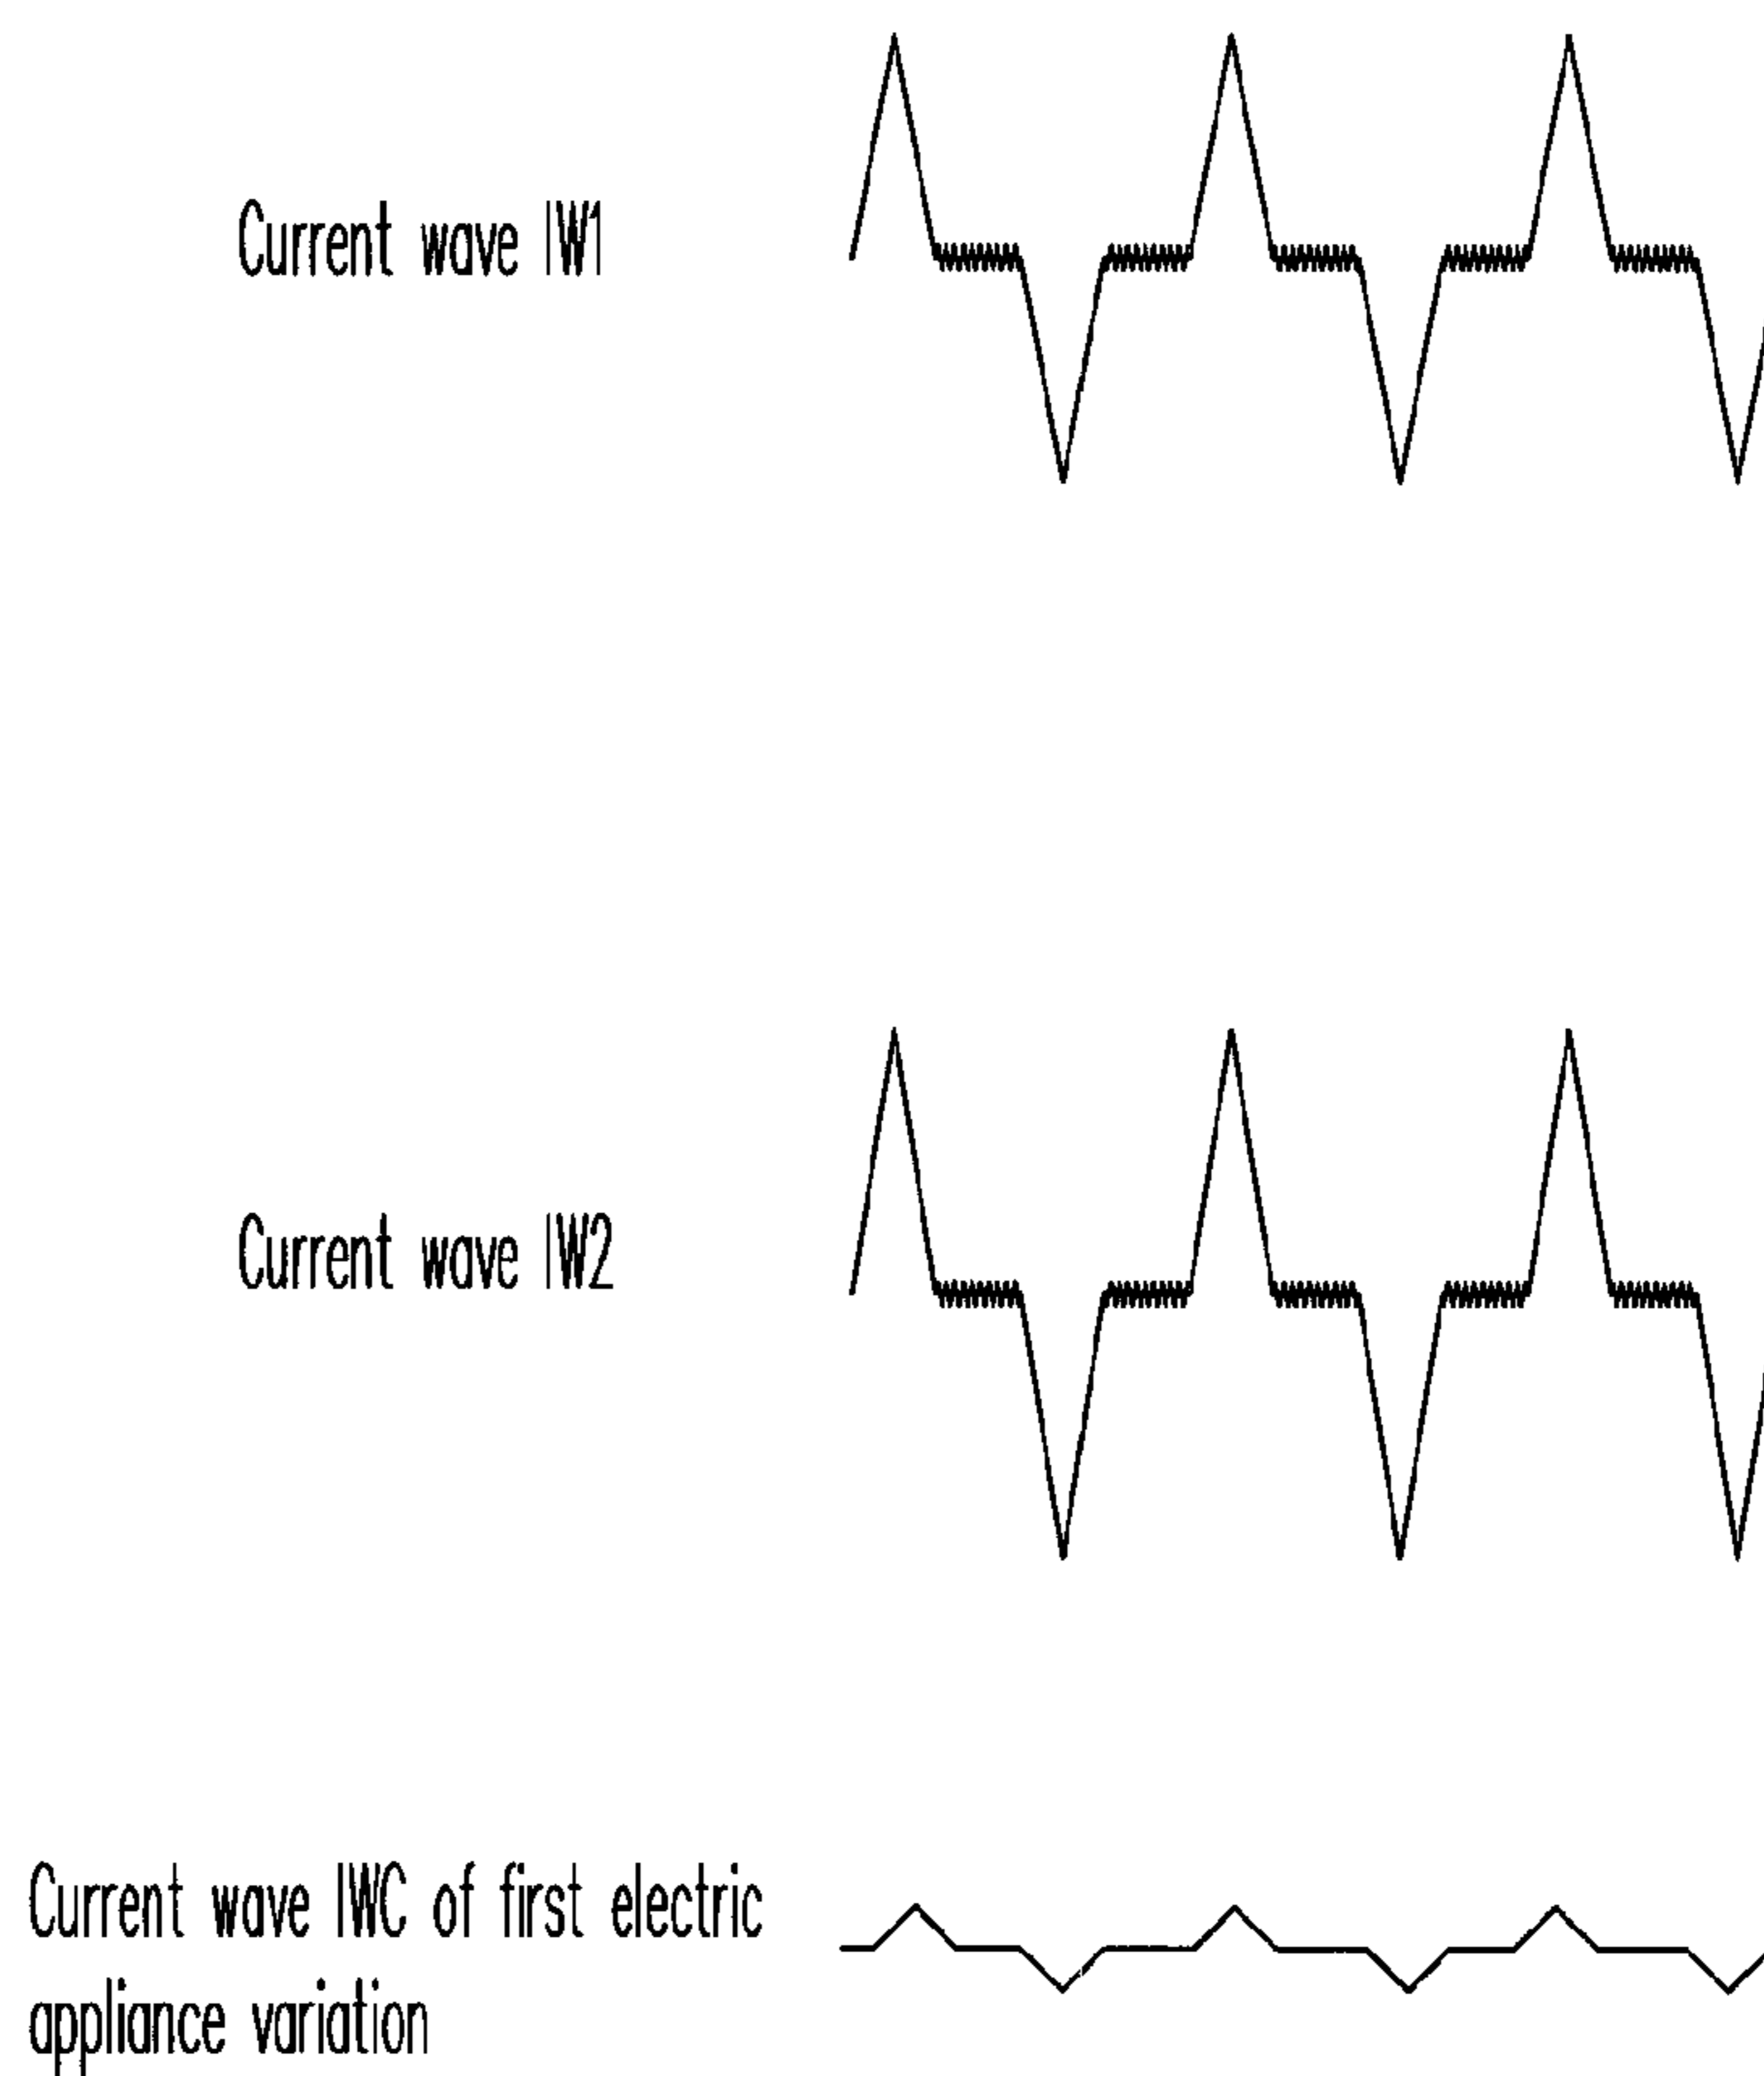 Current wave IW1
Current wave IW2
Current wave IWC of first electric
appliance variation